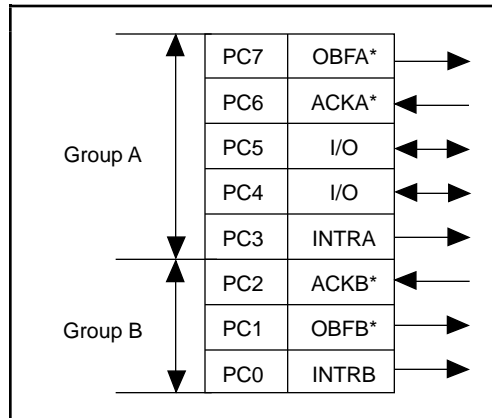 PC7 OBFA*
PC6 ACKA*
Group A
PC5 I/O
PC4 I/O
PC3 INTRA
PC2 ACKB*
Group B
PC1 OBFB*
PC0 INTRB